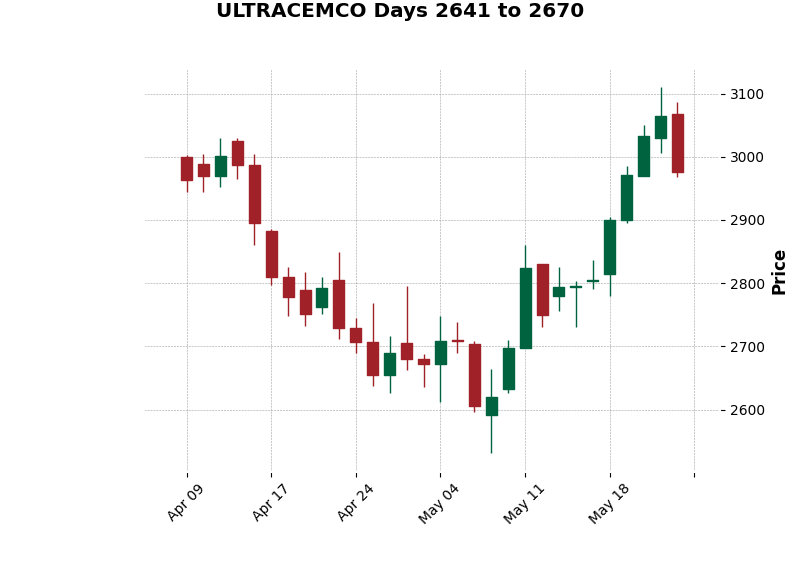 ULTRACEMCO Days 2641 to 2670
3100
3000
2900
2800
2700
2600
Price
Apr 09
Apr 17
Apr 24
May 04
May 11
May 18